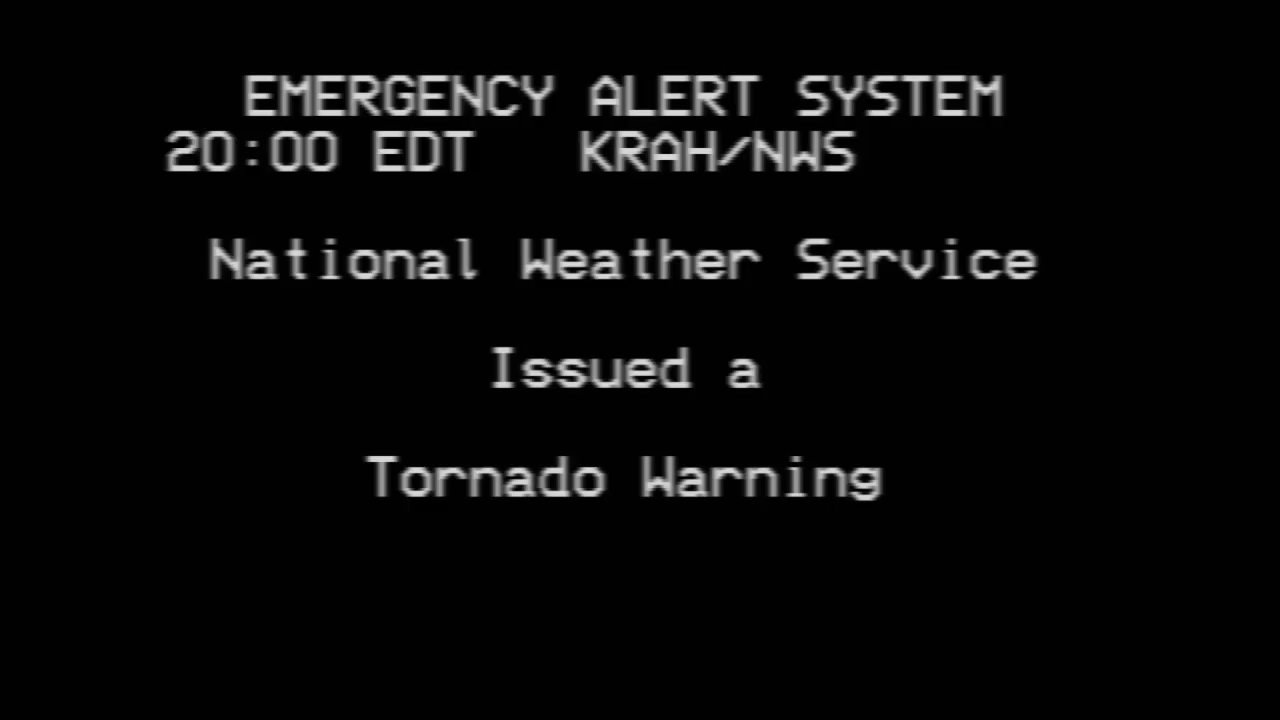 EMERGENCY ALERT SYSTEM
20:00 EDT KRAH/NWS
National Weather Service
Issued a
Tornado Warning